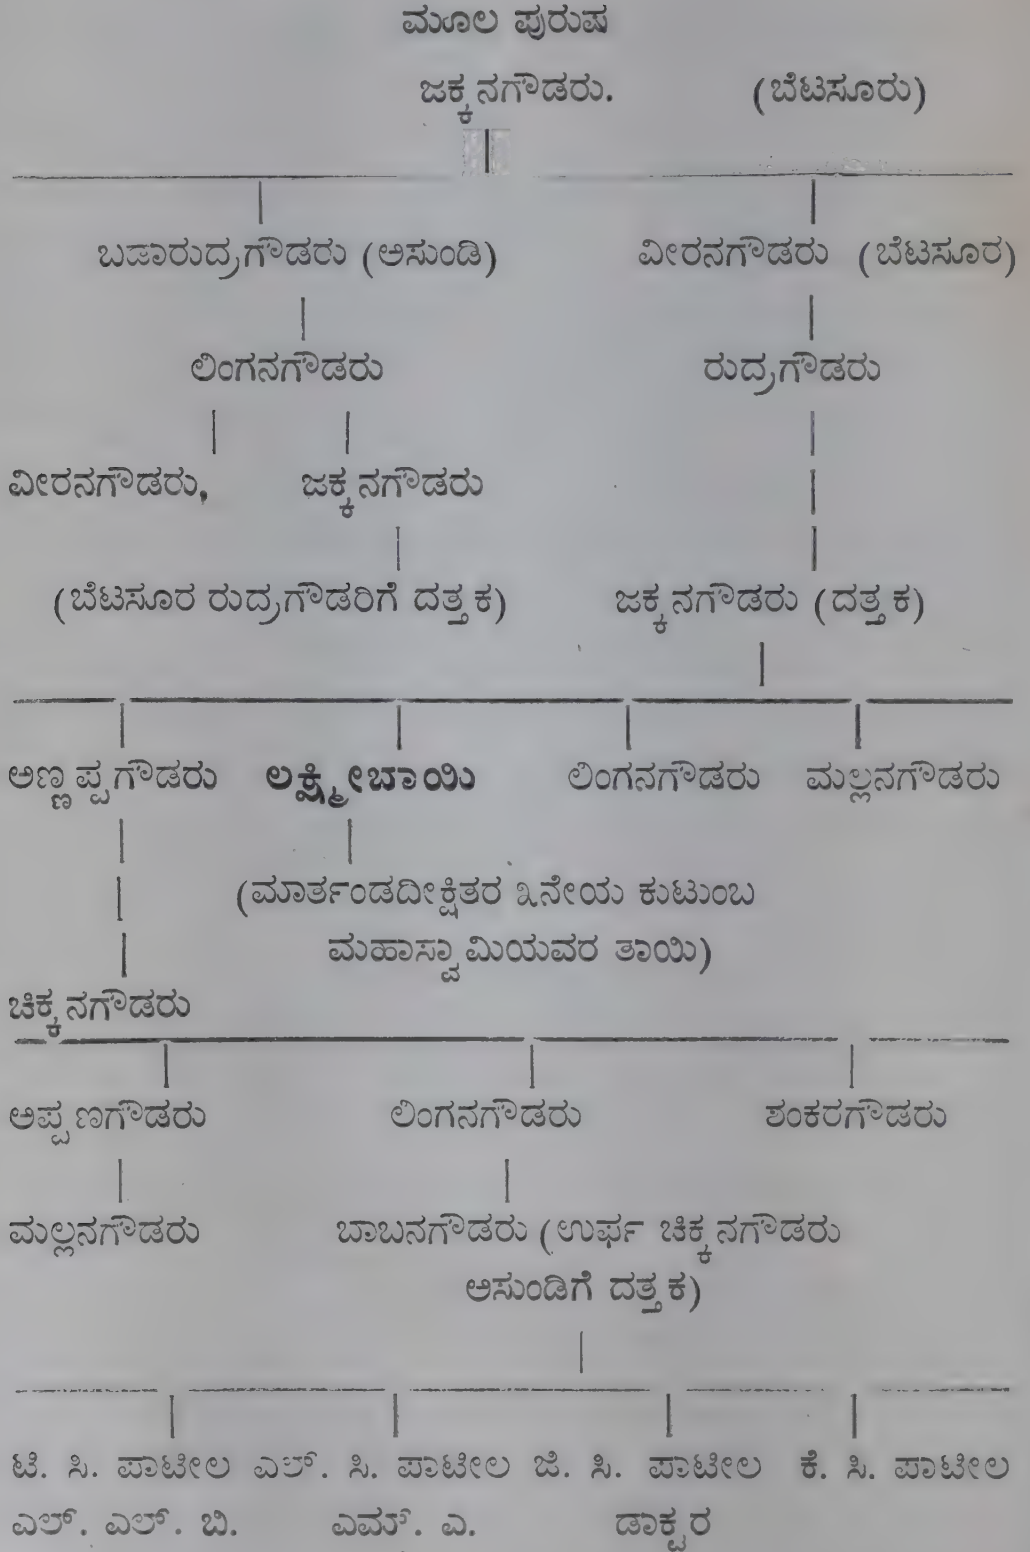 ಮೂಲ ಪುರುಷ
ಜಕ್ಕನಗೌಡರು. (ಬೆಟಸೂರು)
ಬಡಾರುದ್ರಗೌಡರು (ಅಸುಂಡಿ) ವೀರನಗೌಡರು (ಬೆಟಸೂರ)
ಲಿಂಗನಗೌಡರು ರುದ್ರಗೌಡರು
ವೀರನಗೌಡರು, ಜಕ್ಕನಗೌಡರು
(ಬೆಟಸೂರ ರುದ್ರಗೌಡರಿಗೆ ದತ್ತಕ) ಜಕ್ಕನಗೌಡರು (ದತ್ತಕ)
ಅಣ್ಣಪ್ಪಗೌಡರು ಲಕ್ಷ್ಮೀಬಾಯಿ ಲಿಂಗನಗೌಡರು ಮಲ್ಲನಗೌಡರು
(ಮಾರ್ತಂಡದೀಕ್ಷಿತರ ೩ನೇಯ ಕುಟುಂಬ
ಮಹಾಸ್ವಾಮಿಯವರ ತಾಯಿ)
ಚಿಕ್ಕನಗೌಡರು
ಅಪ್ಪಣಗೌಡರು ಲಿಂಗನಗೌಡರು ಶಂಕರಗೌಡರು
ಮಲ್ಲನಗೌಡರು ಬಾಬನಗೌಡರು (ಉರ್ಫ ಚಿಕ್ಕನಗೌಡರು
ಅಸುಂಡಿಗೆ ದತ್ತಕ)
ಟಿ. ಸಿ. ಪಾಟೀಲ ಎಲ್. ಸಿ. ಪಾಟೀಲ ಜಿ. ಸಿ. ಪಾಟೀಲ ಕೆ. ಸಿ. ಪಾಟೀಲ
ಎಲ್. ಎಲ್. ಬಿ. ಎಮ್. ಎ. ಡಾಕ್ಟರ